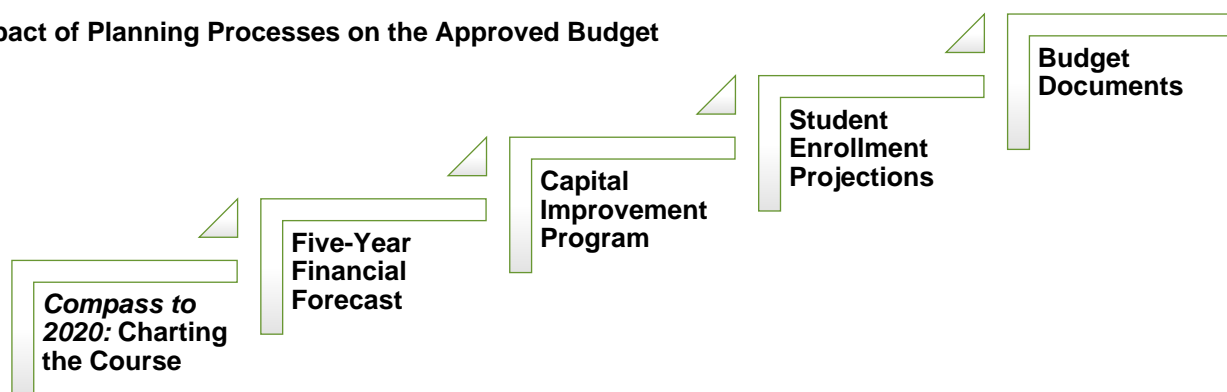 pact of Planning Processes on the Approved Budget
Compass to
2020: Charting
the Course
Five-Year
Financial
Forecast
Capital
Improvement
Program
Student
Enrollment
Projections
Budget
Documents